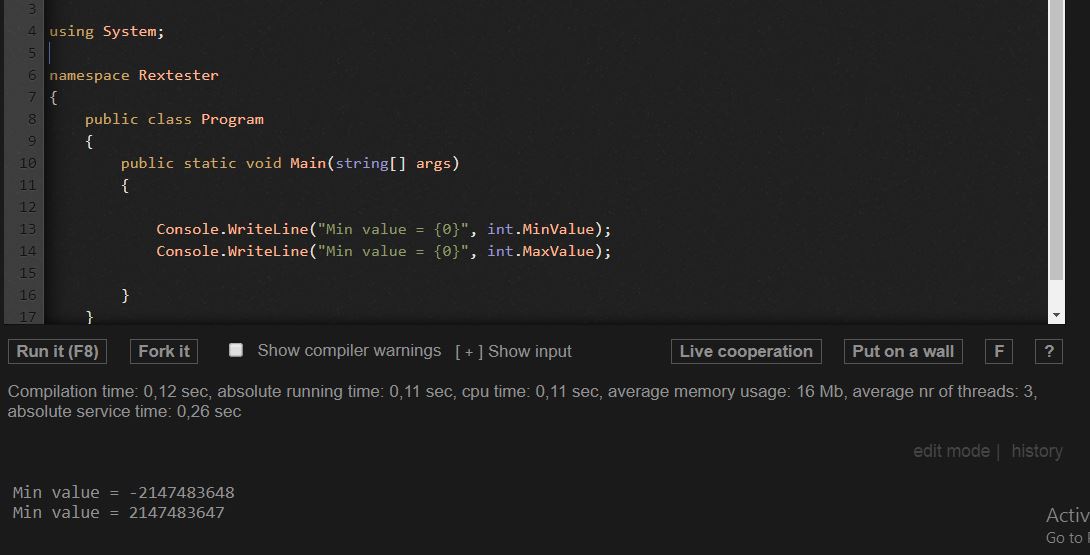 3
4 using System;
5
6 namespace Rextester
7 {
8     public class Program
9     {
10         public static void Main(string[] args)
11         {
12
13             Console.WriteLine("Min value = {0}", int.MinValue);
14             Console.WriteLine("Min value = {0}", int.MaxValue);
15
16         }
17     }
Run it (F8) Fork it Show compiler warnings [ + ] Show input Live cooperation Put on a wall F ?
Compilation time: 0,12 sec, absolute running time: 0,11 sec, cpu time: 0,11 sec, average memory usage: 16 Mb, average nr of threads: 3,
absolute service time: 0,26 sec
edit mode | history
Min value = -2147483648
Min value = 2147483647
Activ
Go to